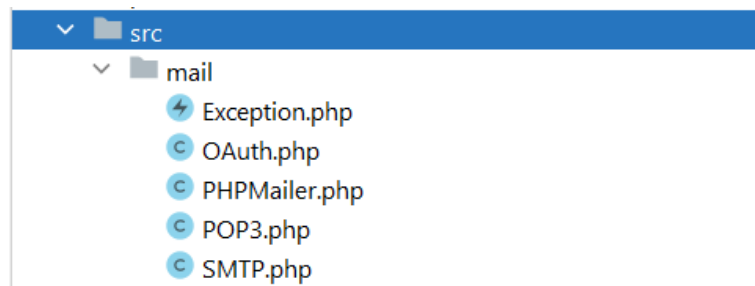 src
mail
Exception.php
OAuth.php
PHPMailer.php
POP3.php
SMTP.php